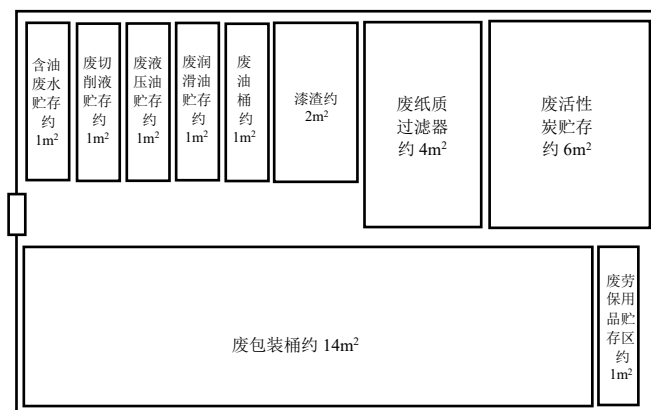 含油
废水
贮存
约
1m²
废切
削液
贮存
约
1m²
废液
压油
贮存
约
1m²
废润
滑油
贮存
约
1m²
废
油
桶
约
1m²
漆渣约
2m²
废纸质
过滤器
约 4m²
废活性
炭贮存
约 6m²
废包装桶约 14m²
废劳
保用
品贮
存区
约
1m²